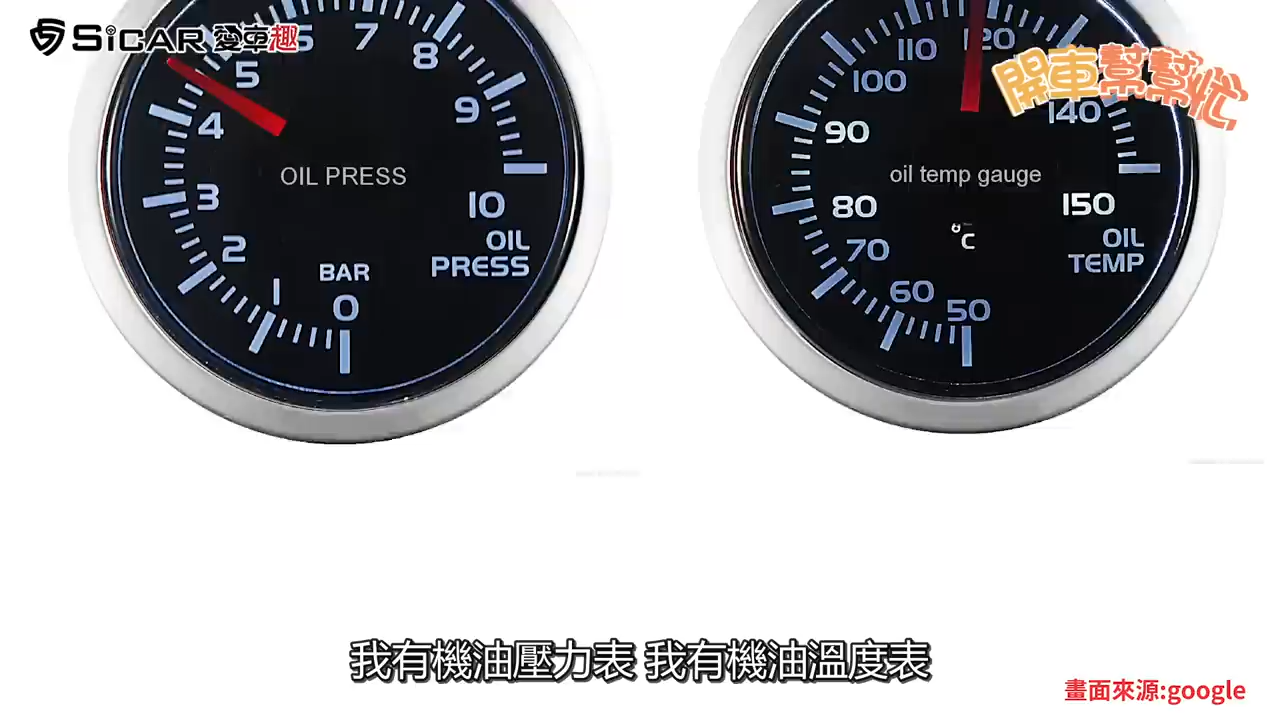 SiCAR 愛車趣
開車幫幫忙
6 7 8
5 9
4
3
2
1 0
10
OIL PRESS
BAR
OIL
PRESS
110 120
100 140
90
80
70
60 50
150
oil temp gauge
°C
OIL
TEMP
我有機油壓力表 我有機油溫度表
畫面來源:google